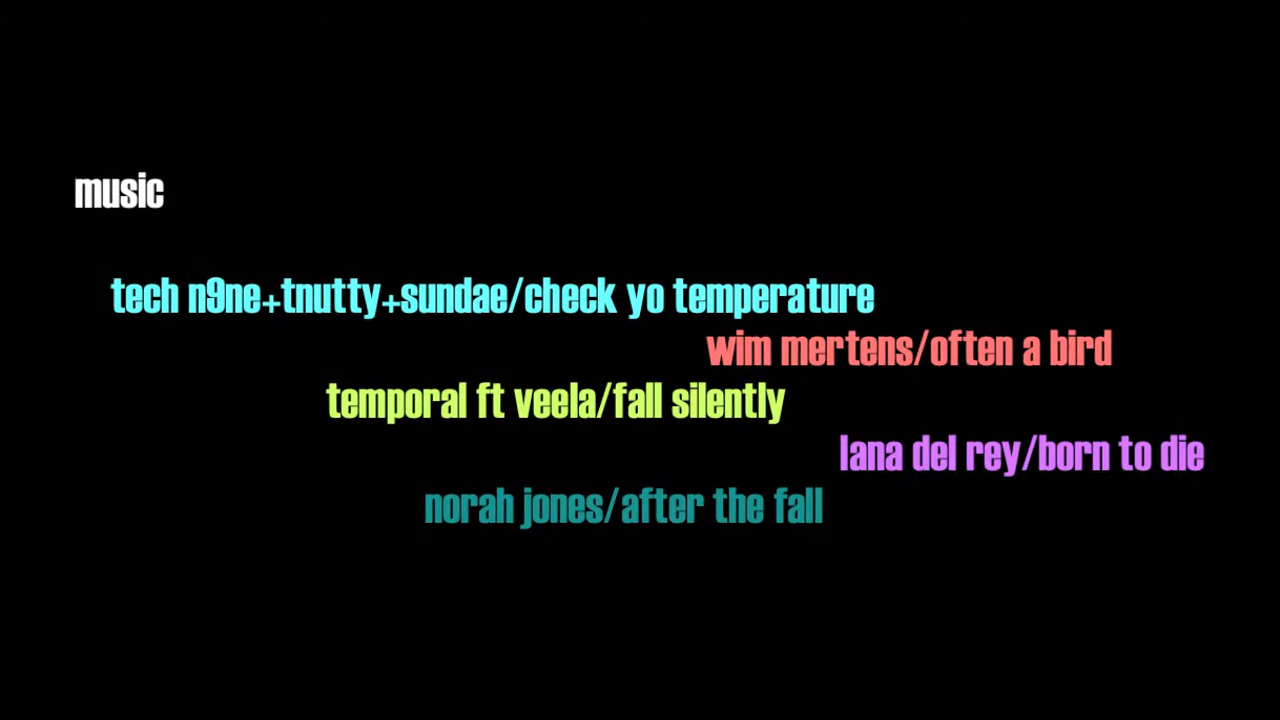 music
tech n9ne+tnutty+sundae/check yo temperature
wim mertens/often a bird
temporal ft veela/fall silently
lana del rey/born to die
norah jones/after the fall